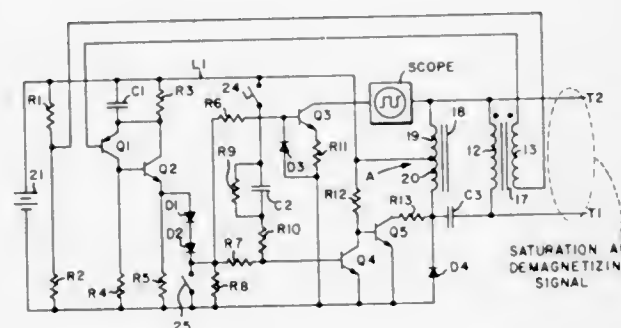 SCOPE
L1
24
C1
R3
R1
R6
Q3
19
18
T2
Q1
Q2
D3
R11
12
13
21
R9
C2
A
20
D1
R12
R13
C3
17
T1
D2
R10
Q5
R7
R2
R4
R5
R8
Q4
D4
25
SATURATION A
DEMAGNETIZIN
SIGNAL